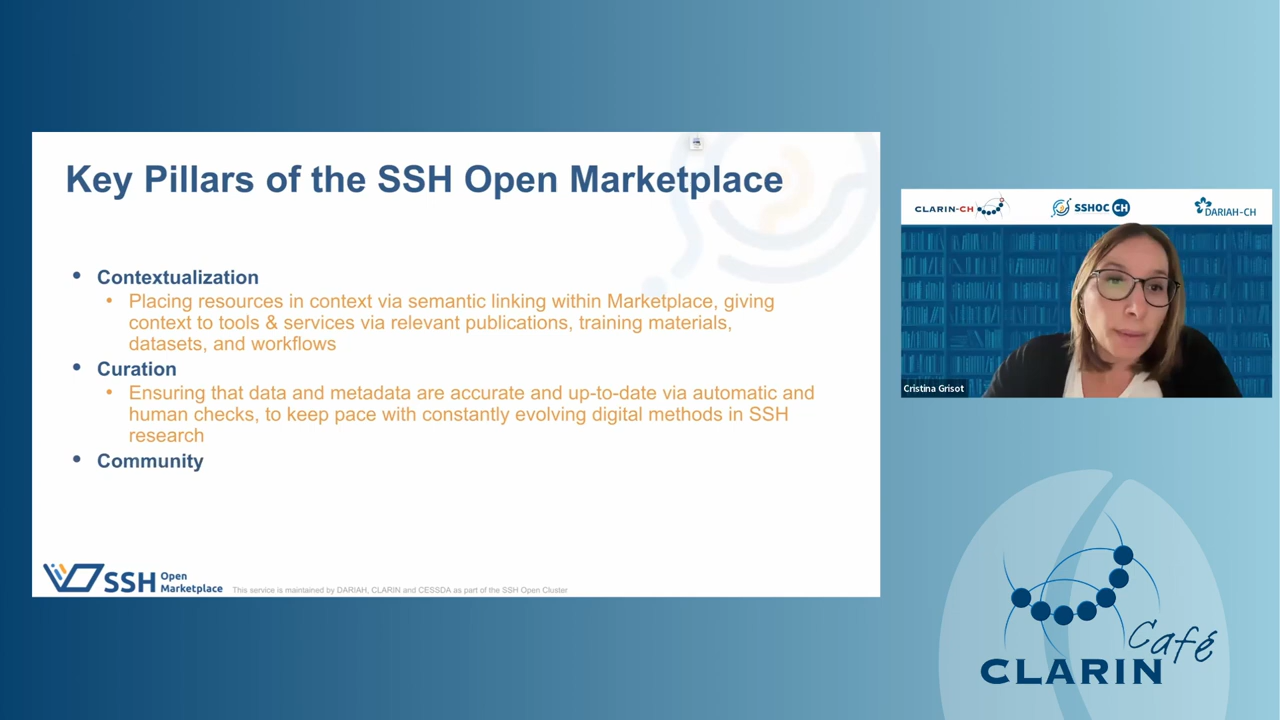 Key Pillars of the SSH Open Marketplace
Contextualization
Placing resources in context via semantic linking within Marketplace, giving
context to tools & services via relevant publications, training materials,
datasets, and workflows
Curation
Ensuring that data and metadata are accurate and up-to-date via automatic and
human checks, to keep pace with constantly evolving digital methods in SSH
research
Community
SSH Open Marketplace
This service is maintained by DARIAH, CLARIN and CESSDA as part of the SSH Open Cluster
CLARIN-CH
SSHOC CH
DARIAH-CH
Cristina Grisot
Café
CLARIN